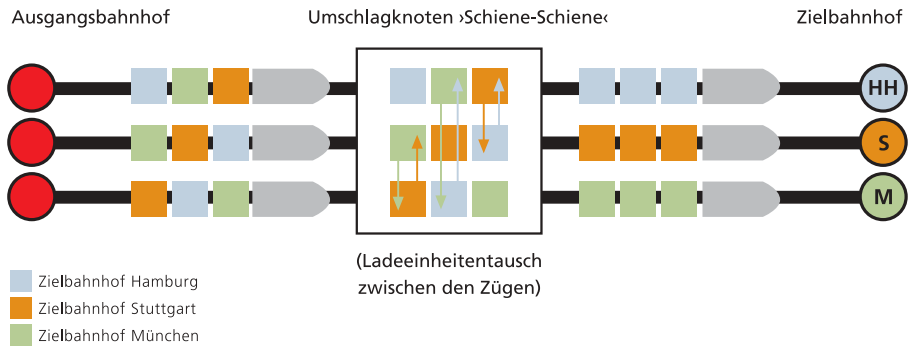 Ausgangsbahnhof
Umschlagknoten ›Schiene-Schiene‹
Zielbahnhof
HH
S
M
(Ladeeinheitentausch
zwischen den Zügen)
Zielbahnhof Hamburg
Zielbahnhof Stuttgart
Zielbahnhof München